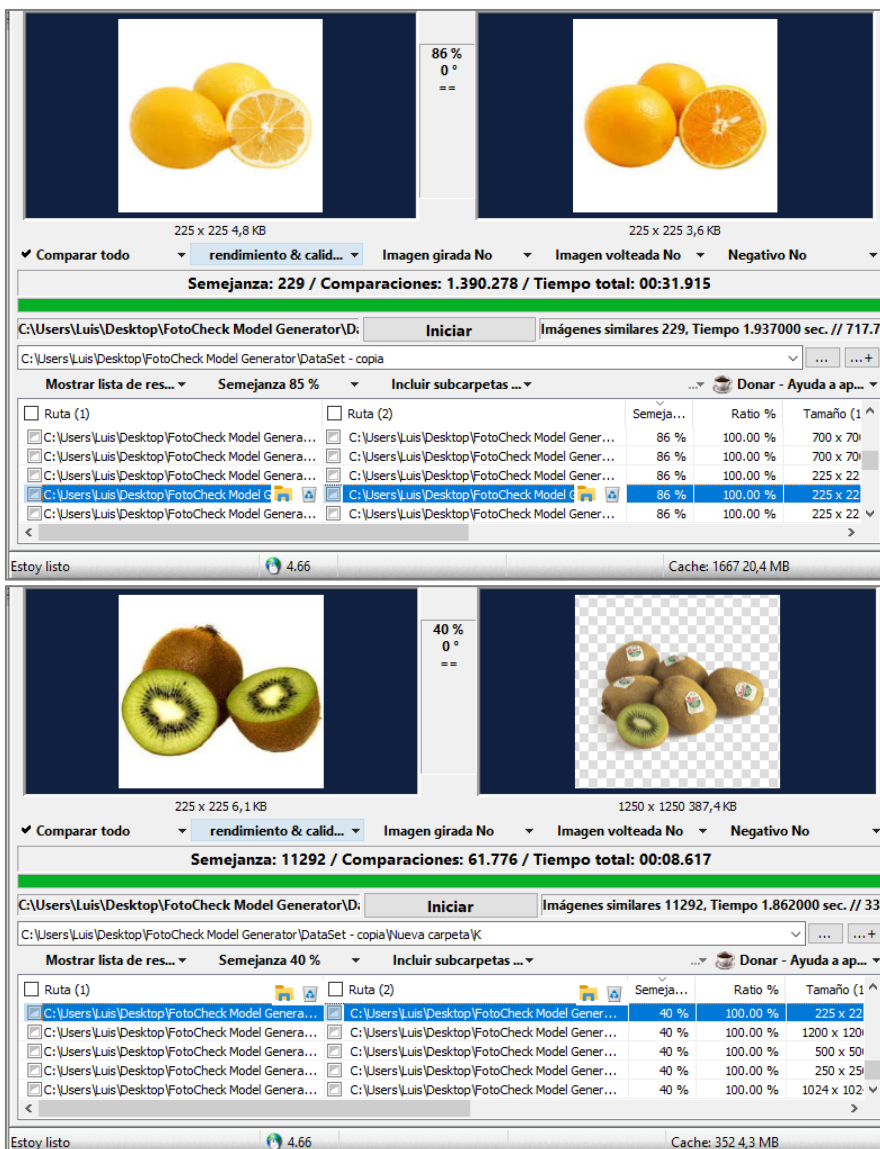 86 %
0 °
==
225 x 225 4,8 KB
225 x 225 3,6 KB
Comparar todo rendimiento & calid... Imagen girada No Imagen volteada No Negativo No
Semejanza: 229 / Comparaciones: 1.390.278 / Tiempo total: 00:31.915
C:\Users\Luis\Desktop\FotoCheck Model Generator\Da Iniciar Imágenes similares 229, Tiempo 1.937000 sec. // 717.7
C:\Users\Luis\Desktop\FotoCheck Model Generator\DataSet - copia ... ...+
Mostrar lista de res... Semejanza 85 % Incluir subcarpetas ... ... Donar - Ayuda a ap...
Ruta (1) Ruta (2) Semeja... Ratio % Tamaño (1
C:\Users\Luis\Desktop\FotoCheck Model Genera... C:\Users\Luis\Desktop\FotoCheck Model Gener... 86 % 100.00 % 700 x 70
C:\Users\Luis\Desktop\FotoCheck Model Genera... C:\Users\Luis\Desktop\FotoCheck Model Gener... 86 % 100.00 % 700 x 70
C:\Users\Luis\Desktop\FotoCheck Model Genera... C:\Users\Luis\Desktop\FotoCheck Model Gener... 86 % 100.00 % 225 x 22
C:\Users\Luis\Desktop\FotoCheck Model G C:\Users\Luis\Desktop\FotoCheck Model G 86 % 100.00 % 225 x 22
C:\Users\Luis\Desktop\FotoCheck Model Genera... C:\Users\Luis\Desktop\FotoCheck Model Gener... 86 % 100.00 % 225 x 22
Estoy listo 4.66 Cache: 1667 20,4 MB
40 %
0 °
==
225 x 225 6,1 KB
1250 x 1250 387,4 KB
Comparar todo rendimiento & calid... Imagen girada No Imagen volteada No Negativo No
Semejanza: 11292 / Comparaciones: 61.776 / Tiempo total: 00:08.617
C:\Users\Luis\Desktop\FotoCheck Model Generator\Da Iniciar Imágenes similares 11292, Tiempo 1.862000 sec. // 33
C:\Users\Luis\Desktop\FotoCheck Model Generator\DataSet - copia\Nueva carpeta\K ... ...+
Mostrar lista de res... Semejanza 40 % Incluir subcarpetas ... ... Donar - Ayuda a ap...
Ruta (1) Ruta (2) Semeja... Ratio % Tamaño (1
C:\Users\Luis\Desktop\FotoCheck Model Genera... C:\Users\Luis\Desktop\FotoCheck Model Gener... 40 % 100.00 % 225 x 22
C:\Users\Luis\Desktop\FotoCheck Model Genera... C:\Users\Luis\Desktop\FotoCheck Model Gener... 40 % 100.00 % 1200 x 120
C:\Users\Luis\Desktop\FotoCheck Model Genera... C:\Users\Luis\Desktop\FotoCheck Model Gener... 40 % 100.00 % 500 x 50
C:\Users\Luis\Desktop\FotoCheck Model Genera... C:\Users\Luis\Desktop\FotoCheck Model Gener... 40 % 100.00 % 250 x 25
C:\Users\Luis\Desktop\FotoCheck Model Genera... C:\Users\Luis\Desktop\FotoCheck Model Gener... 40 % 100.00 % 1024 x 102
Estoy listo 4.66 Cache: 352 4,3 MB